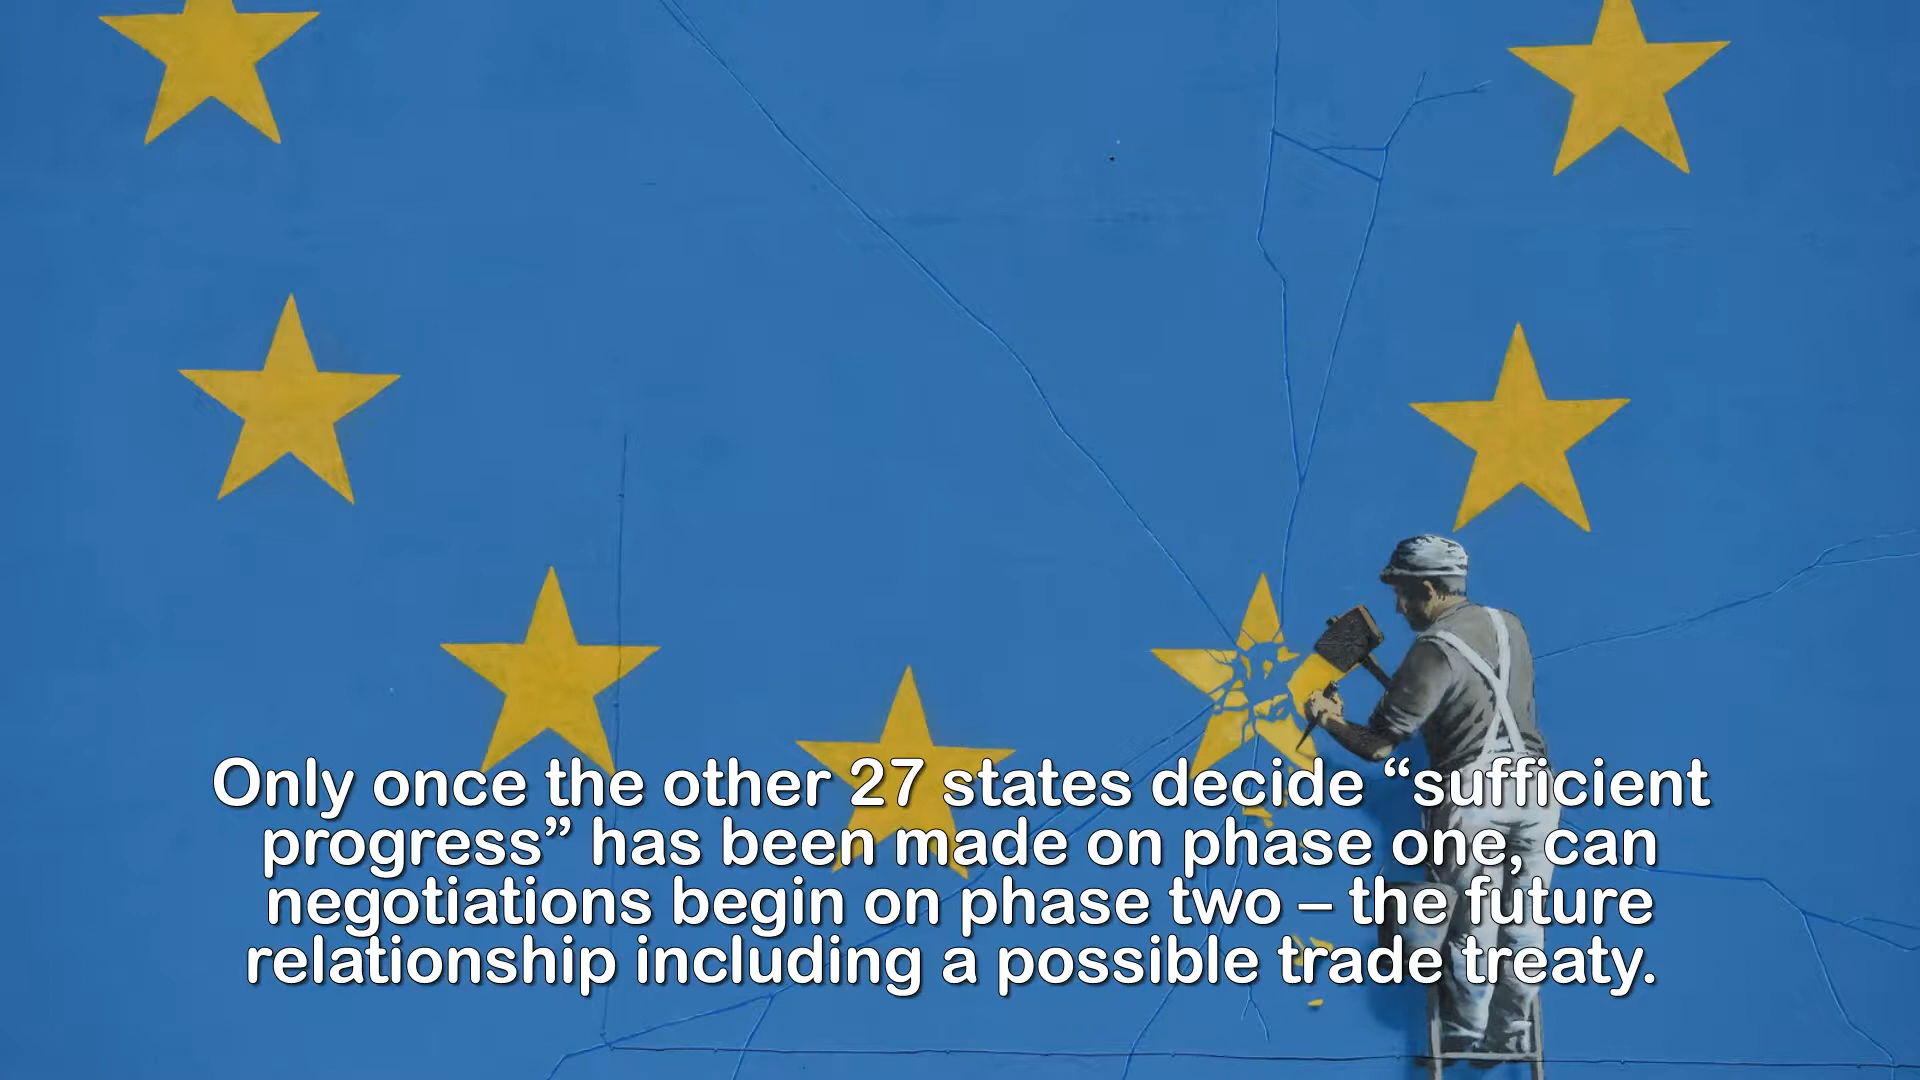 Only once the other 27 states decide “sufficient
progress” has been made on phase one, can
negotiations begin on phase two – the future
relationship including a possible trade treaty.